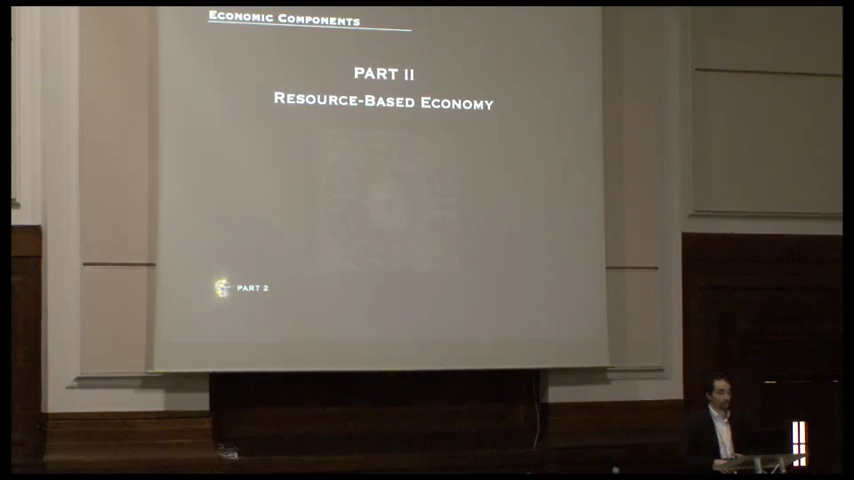 Economic Components
PART II
Resource-Based Economy
PART 2